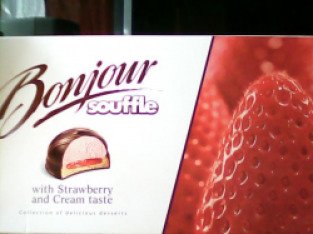 Bonjour
souffle
with Strawberry
and Cream taste
Collection of delicious desserts